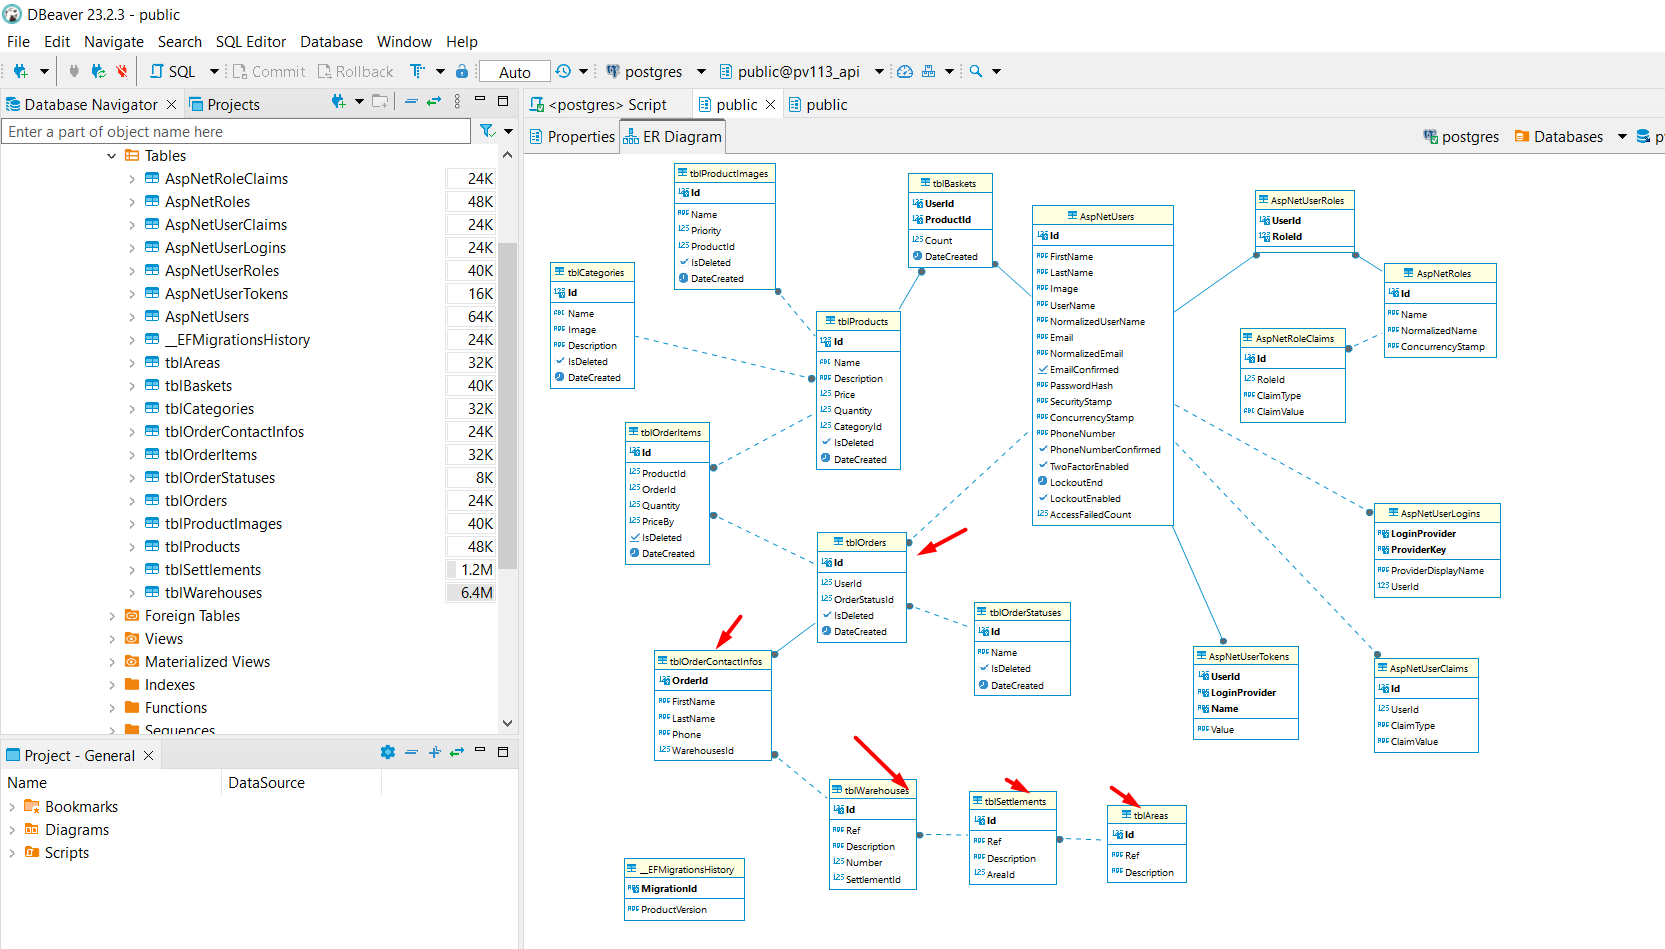 DBeaver 23.2.3 - public
File Edit Navigate Search SQL Editor Database Window Help
SQL Commit Rollback Auto postgres public@pv113_api
Database Navigator Projects
Enter a part of object name here
Tables
AspNetRoleClaims 24K
AspNetRoles 48K
AspNetUserClaims 24K
AspNetUserLogins 24K
AspNetUserRoles 40K
AspNetUserTokens 16K
AspNetUsers 64K
__EFMigrationsHistory 24K
tblAreas 32K
tblBaskets 40K
tblCategories 32K
tblOrderContactInfos 24K
tblOrderItems 32K
tblOrderStatuses 8K
tblOrders 24K
tblProductImages 40K
tblProducts 48K
tblSettlements 1.2M
tblWarehouses 6.4M
Foreign Tables
Views
Materialized Views
Indexes
Functions
Sequences
Project - General
Name DataSource
Bookmarks
Diagrams
Scripts
<postgres> Script public public
Properties ER Diagram postgres Databases
tblProductImages
Id
Name
Priority
ProductId
IsDeleted
DateCreated
tblBaskets
UserId
ProductId
Count
DateCreated
AspNetUsers
Id
FirstName
LastName
Image
UserName
NormalizedUserName
Email
NormalizedEmail
EmailConfirmed
PasswordHash
SecurityStamp
ConcurrencyStamp
PhoneNumber
PhoneNumberConfirmed
TwoFactorEnabled
LockoutEnd
LockoutEnabled
AccessFailedCount
AspNetUserRoles
UserId
RoleId
AspNetRoles
Id
Name
NormalizedName
ConcurrencyStamp
AspNetRoleClaims
Id
RoleId
ClaimType
ClaimValue
tblCategories
Id
Name
Image
Description
IsDeleted
DateCreated
tblProducts
Id
Name
Description
Price
Quantity
CategoryId
IsDeleted
DateCreated
tblOrderItems
Id
ProductId
OrderId
Quantity
PriceBy
IsDeleted
DateCreated
tblOrders
Id
UserId
OrderStatusId
IsDeleted
DateCreated
AspNetUserLogins
LoginProvider
ProviderKey
ProviderDisplayName
UserId
tblOrderStatuses
Id
Name
IsDeleted
DateCreated
tblOrderContactInfos
OrderId
FirstName
LastName
Phone
WarehousesId
AspNetUserTokens
UserId
LoginProvider
Name
Value
AspNetUserClaims
Id
UserId
ClaimType
ClaimValue
tblWarehouses
Id
Ref
Description
Number
SettlementId
tblSettlements
Id
Ref
Description
AreaId
tblAreas
Id
Ref
Description
__EFMigrationsHistory
MigrationId
ProductVersion